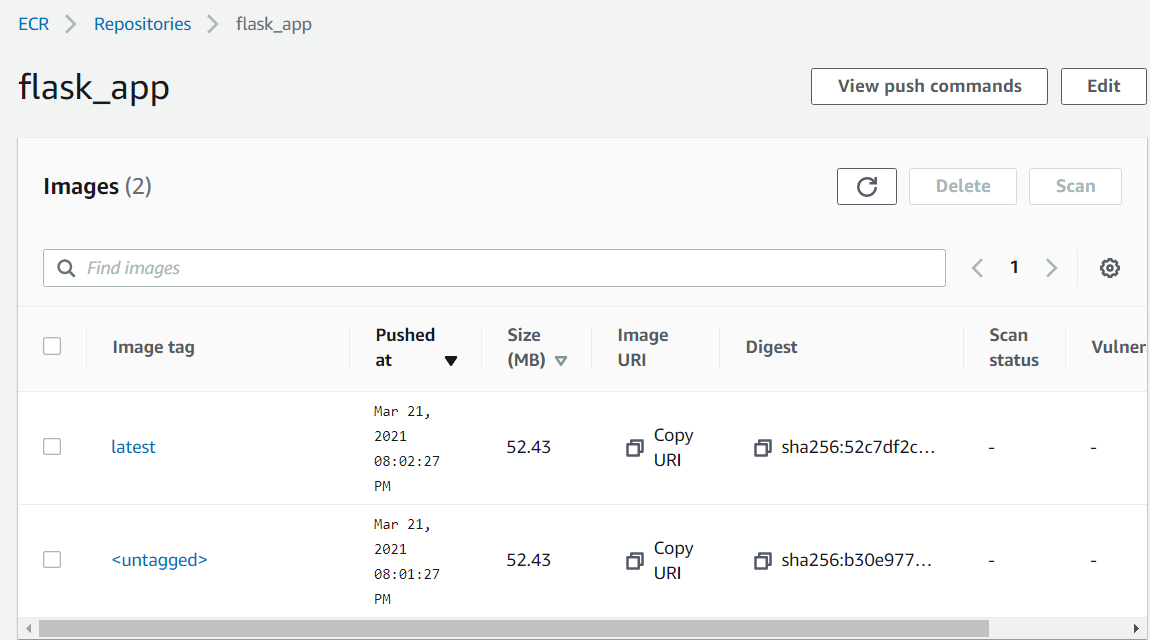 ECR Repositories flask_app
flask_app
View push commands
Edit
Images (2)
Delete
Scan
Find images
1
Image tag
Pushed
at
Size
(MB)
Image
URI
Digest
Scan
status
Vulner
latest
Mar 21,
2021
08:02:27
PM
52.43
Copy
URI
sha256:52c7df2c...
-
-
<untagged>
Mar 21,
2021
08:01:27
PM
52.43
Copy
URI
sha256:b30e977...
-
-